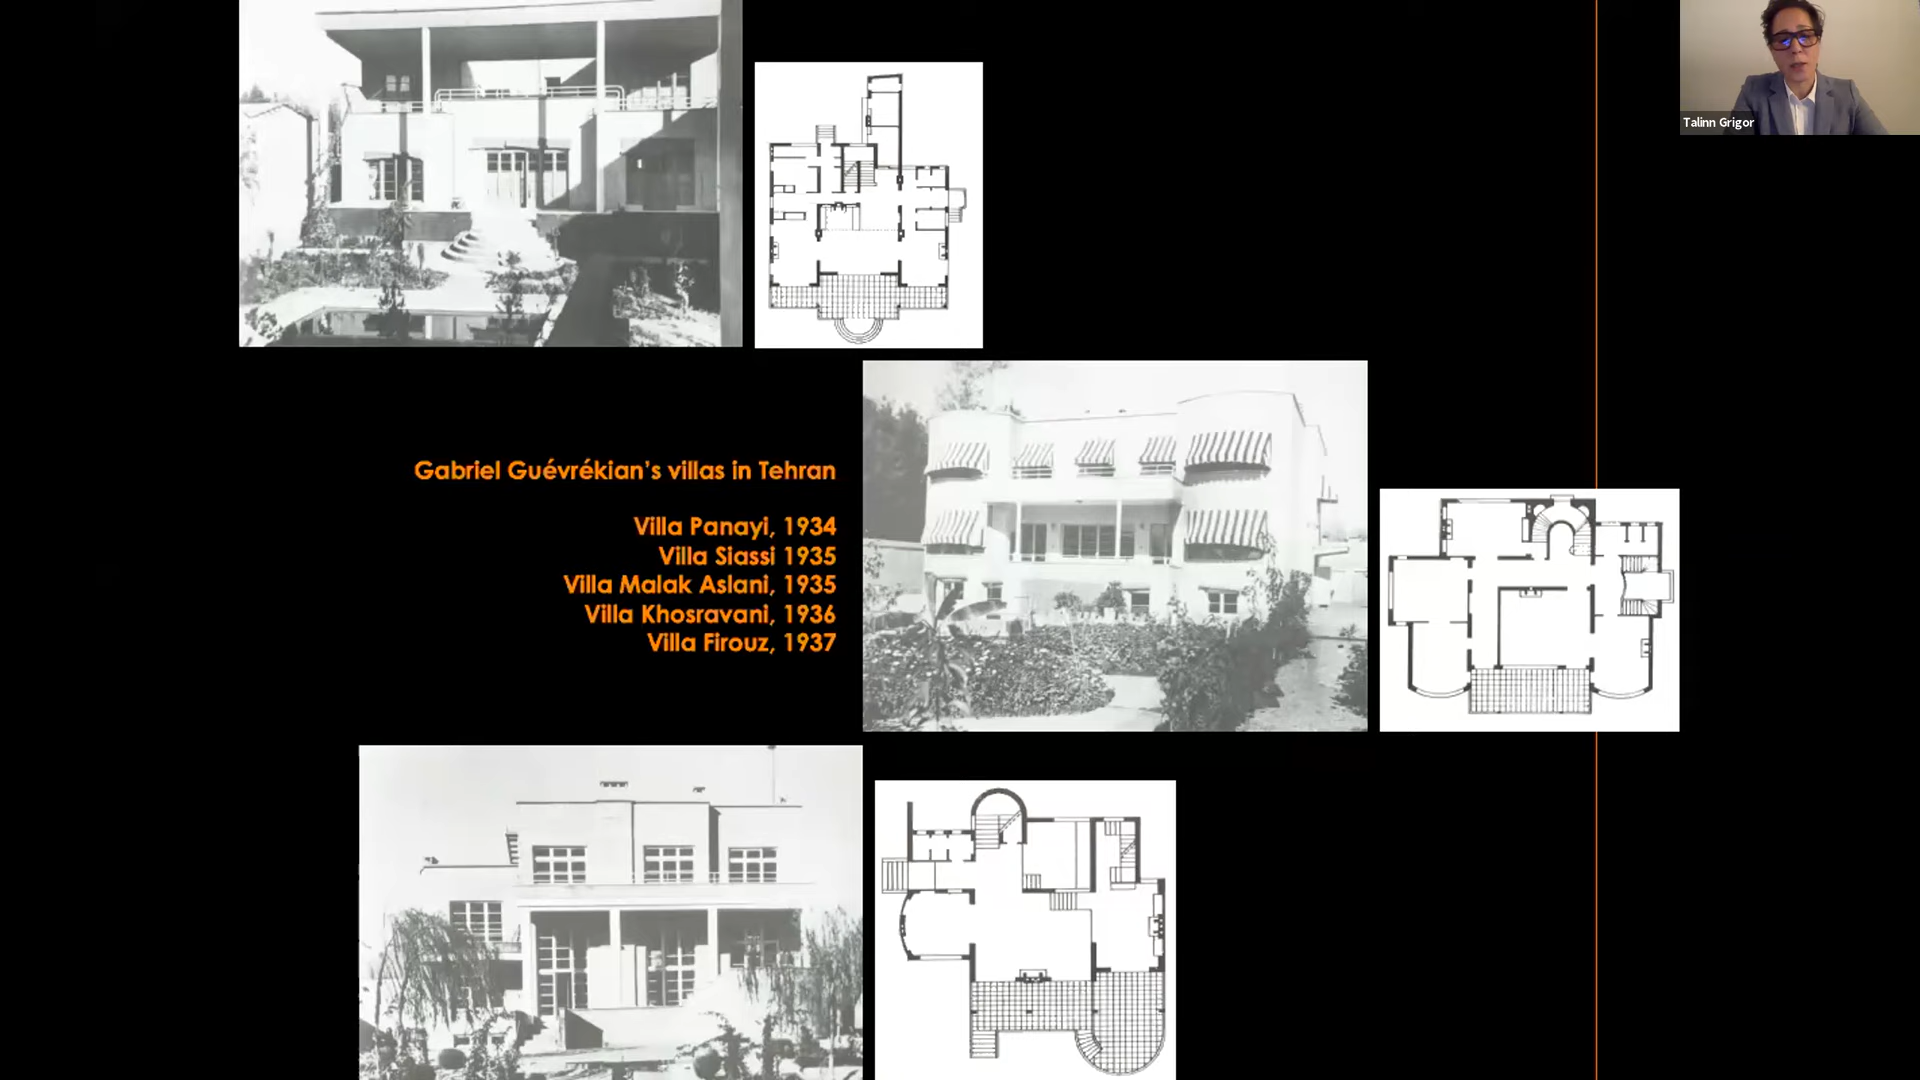 Talinn Grigor
Gabriel Guévrékian's villas in Tehran
Villa Panayi, 1934
Villa Siassi 1935
Villa Malak Aslani, 1935
Villa Khosravani, 1936
Villa Firouz, 1937